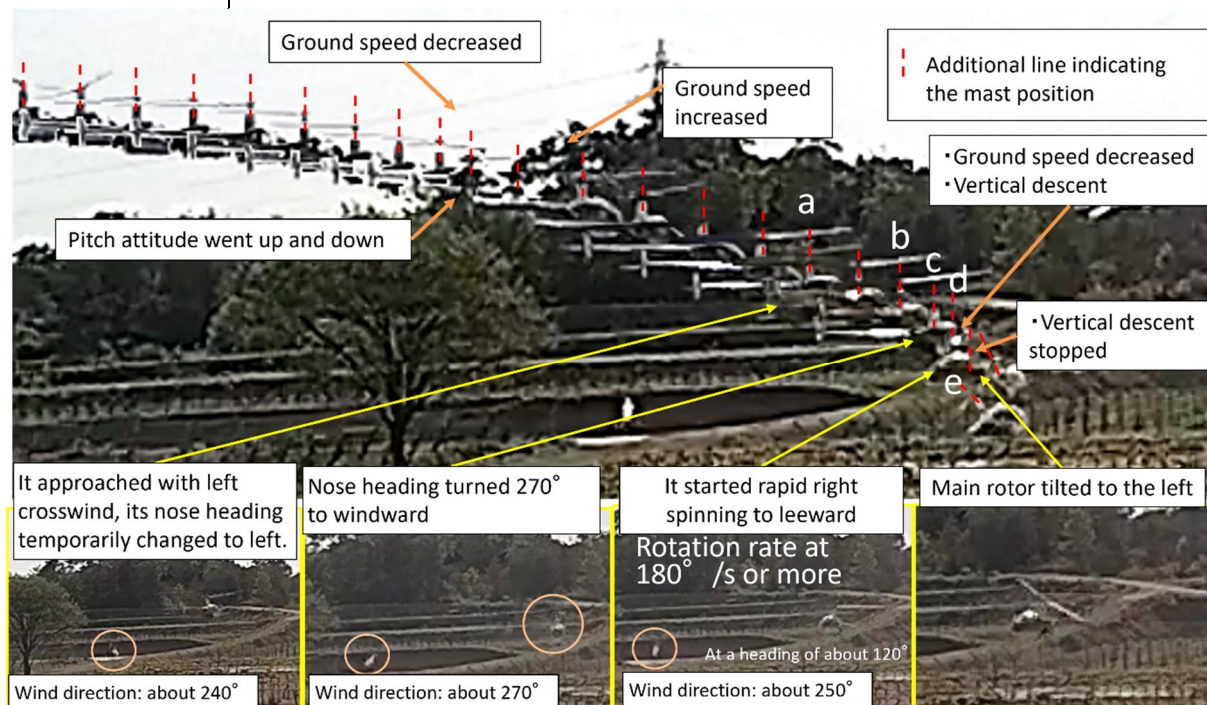 Ground speed decreased
Ground speed
increased
Additional line indicating
the mast position
・Ground speed decreased
・Vertical descent
Pitch attitude went up and down
a
b
c
d
・Vertical descent
stopped
e
It approached with left
crosswind, its nose heading
temporarily changed to left.
Nose heading turned 270°
to windward
It started rapid right
spinning to leeward
Main rotor tilted to the left
Rotation rate at
180° /s or more
At a heading of about 120°
Wind direction: about 240°
Wind direction: about 270°
Wind direction: about 250°